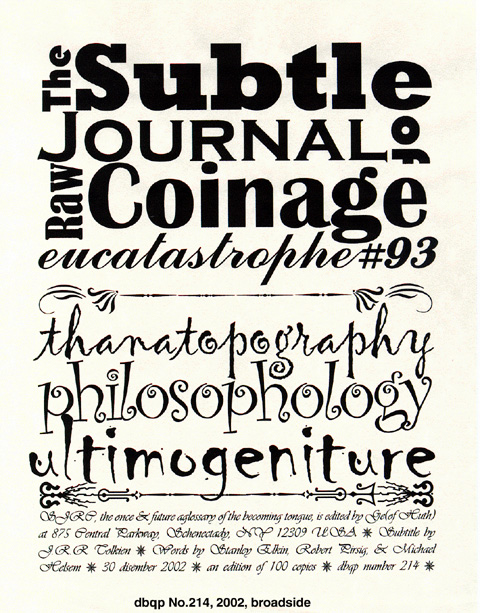 The Subtle
JOURNAL of
Raw Coinage
eucatastrophe #93
thanatopography
philosophology
ultimogeniture
SJRC, the once & future aglossary of the becoming tongue, is edited by Ge(of Huth)
at 875 Central Parkway, Schenectady, NY 12309 USA ✷ Subtitle by
J R R Tolkien ✷ Words by Stanley Elkin, Robert Pirsig, & Michael
Helsem ✷ 30 disember 2002 ✷ an edition of 100 copies ✷ dbqp number 214 ✷
dbqp No.214, 2002, broadside